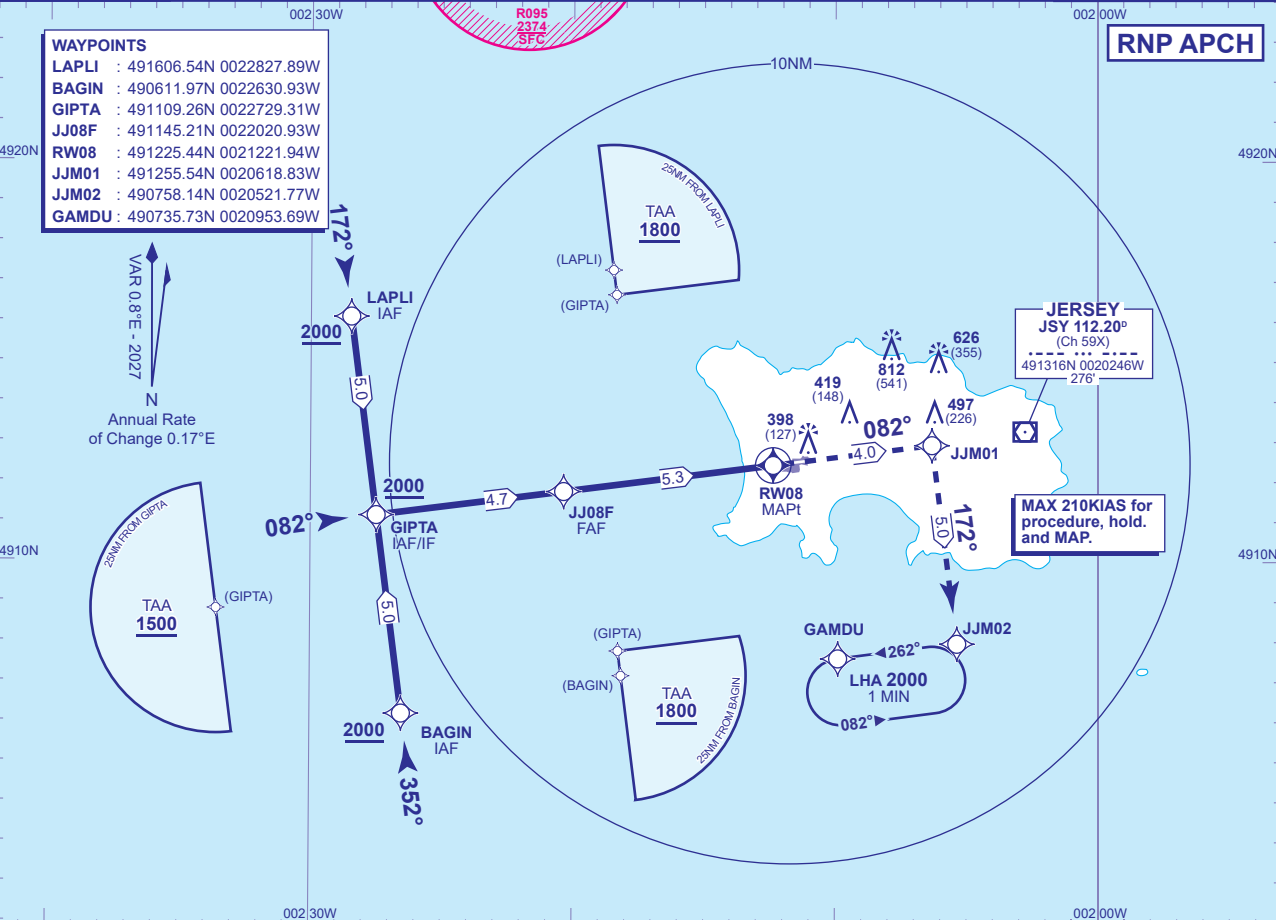 002 30W
002 00W
R095
2374
SFC
RNP APCH
WAYPOINTS
LAPLI : 491606.54N 0022827.89W
BAGIN : 490611.97N 0022630.93W
GIPTA : 491109.26N 0022729.31W
JJ08F : 491145.21N 0022020.93W
RW08 : 491225.44N 0021221.94W
JJM01 : 491255.54N 0020618.83W
JJM02 : 490758.14N 0020521.77W
GAMDU : 490735.73N 0020953.69W
10NM
4920N
4920N
25NM FROM LAPLI
TAA
1800
(LAPLI)
(GIPTA)
172°
VAR 0.8°E - 2027
N
Annual Rate
of Change 0.17°E
LAPLI
IAF
2000
5.0
JERSEY
JSY 112.20ᴰ
(Ch 59X)
·--- ··· -·--
491316N 0020246W
276'
626
(355)
812
(541)
419
(148)
497
(226)
398
(127)
082°
4.0
JJM01
RW08
MAPt
5.3
JJ08F
FAF
4.7
2000
GIPTA
IAF/IF
082°
5.0
172°
MAX 210KIAS for
procedure, hold.
and MAP.
4910N
4910N
25NM FROM GIPTA
TAA
1500
(GIPTA)
5.0
(GIPTA)
(BAGIN)
TAA
1800
25NM FROM BAGIN
GAMDU
JJM02
262°
LHA 2000
1 MIN
082°
2000
BAGIN
IAF
352°
002 30W
002 00W